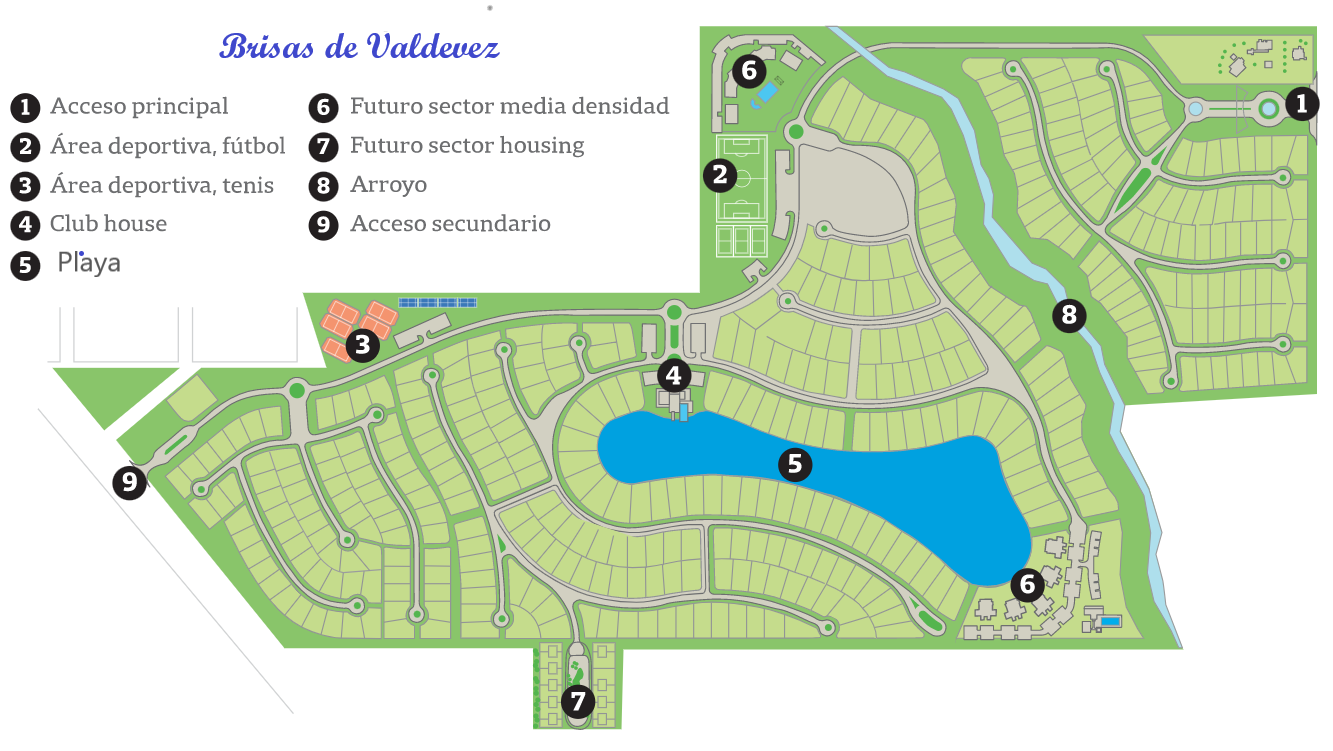 Brisas de Valdevez
1 Acceso principal
2 Área deportiva, fútbol
3 Área deportiva, tenis
4 Club house
5 Playa
6 Futuro sector media densidad
7 Futuro sector housing
8 Arroyo
9 Acceso secundario
6
1
2
8
3
4
5
9
6
7